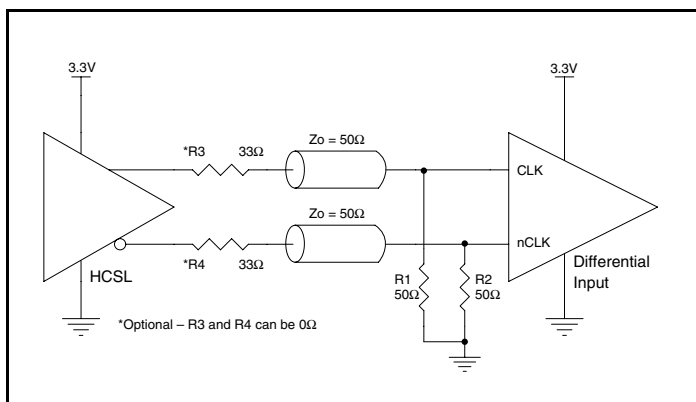 3.3V
3.3V
*R3
33Ω
Zo = 50Ω
CLK
Zo = 50Ω
nCLK
HCSL
*R4
33Ω
R1
50Ω
R2
50Ω
Differential
Input
*Optional – R3 and R4 can be 0Ω